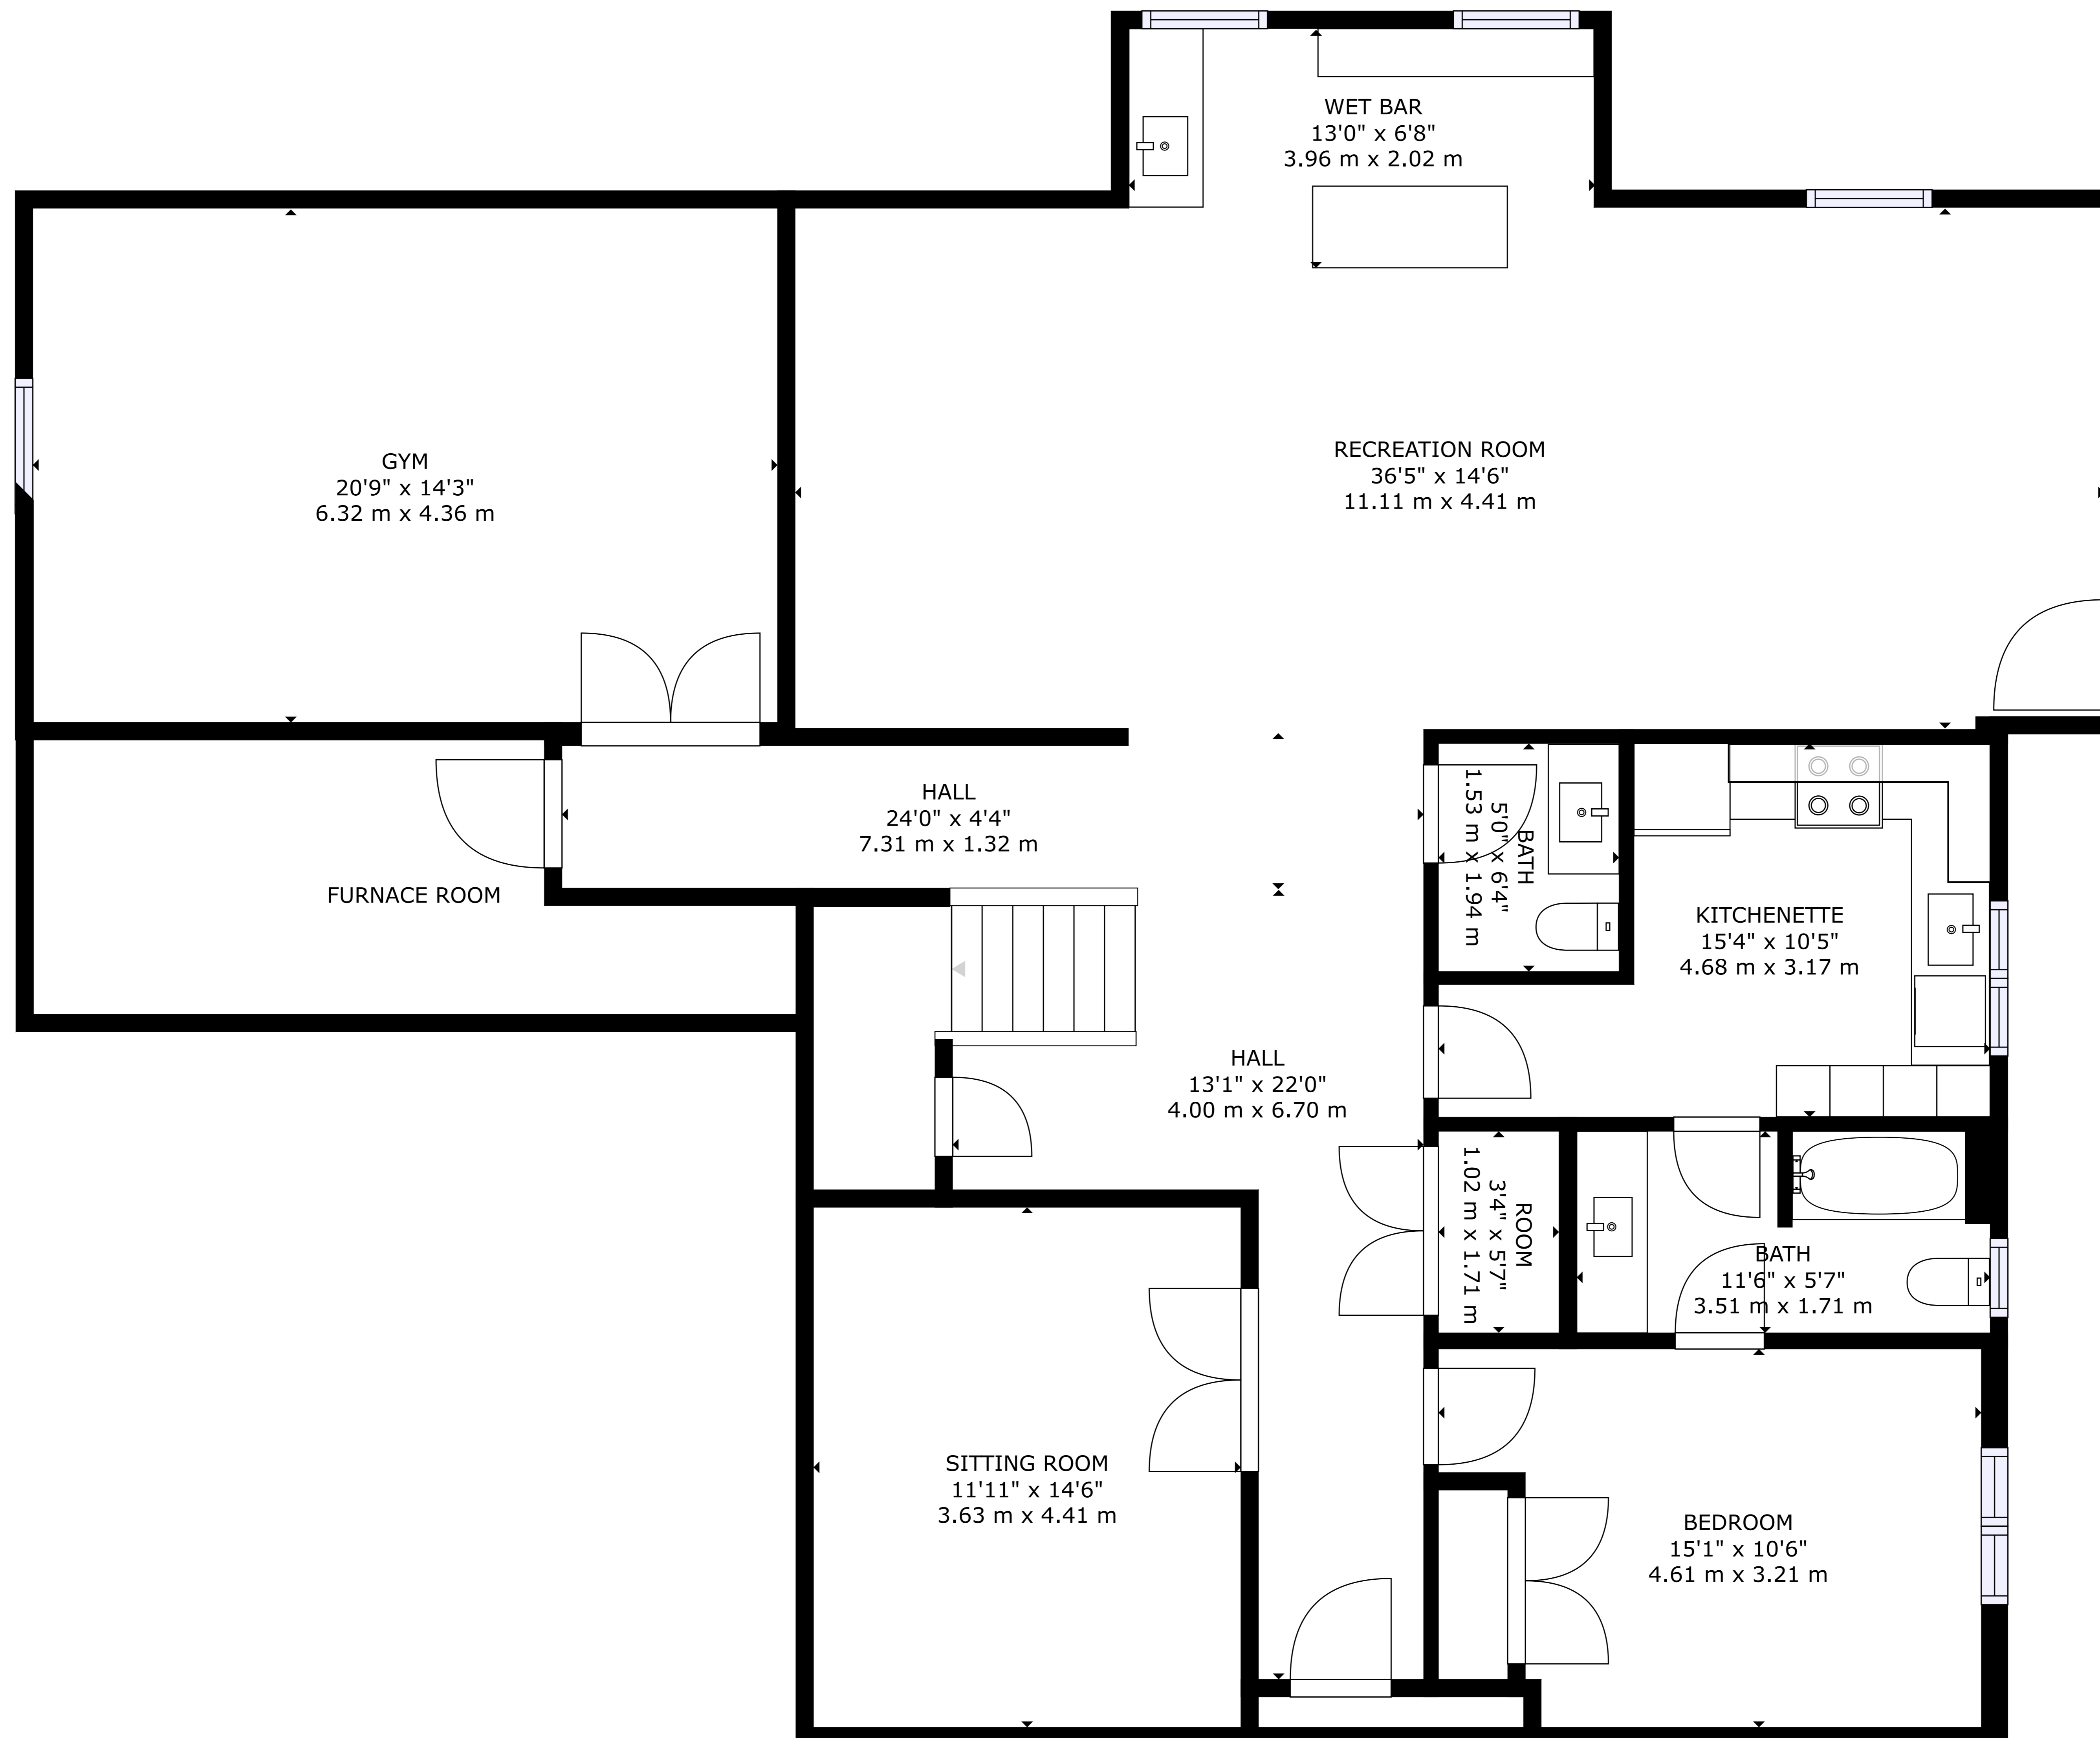 WET BAR
13'0" x 6'8"
3.96 m x 2.02 m
GYM
20'9" x 14'3"
6.32 m x 4.36 m
RECREATION ROOM
36'5" x 14'6"
11.11 m x 4.41 m
HALL
24'0" x 4'4"
7.31 m x 1.32 m
BATH
5'0" x 6'4"
1.53 m x 1.94 m
FURNACE ROOM
KITCHENETTE
15'4" x 10'5"
4.68 m x 3.17 m
HALL
13'1" x 22'0"
4.00 m x 6.70 m
ROOM
3'4" x 5'7"
1.02 m x 1.71 m
BATH
11'6" x 5'7"
3.51 m x 1.71 m
SITTING ROOM
11'11" x 14'6"
3.63 m x 4.41 m
BEDROOM
15'1" x 10'6"
4.61 m x 3.21 m